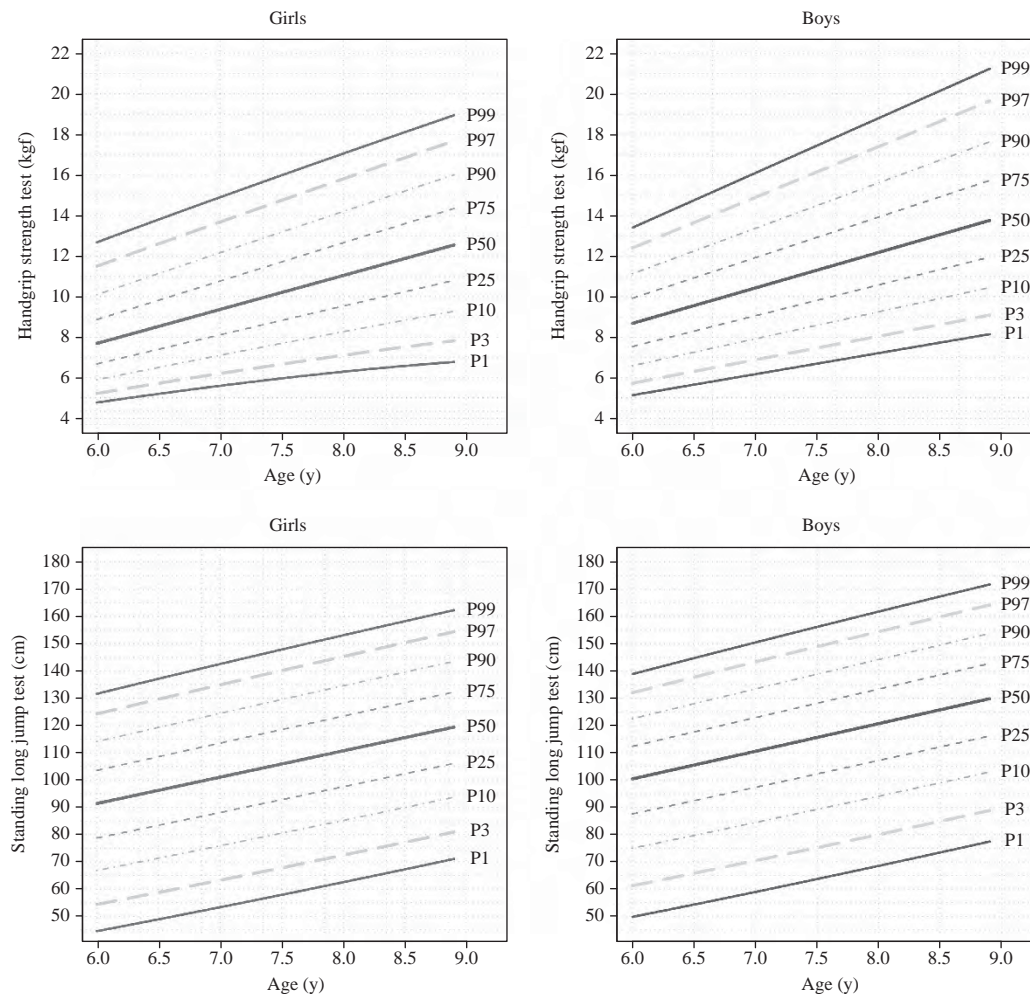 Girls
Handgrip strength test (kgf)
22
20
18
16
14
12
10
8
6
4
P99
P97
P90
P75
P50
P25
P10
P3
P1
6.0 6.5 7.0 7.5 8.0 8.5 9.0
Age (y)
Boys
Handgrip strength test (kgf)
22
20
18
16
14
12
10
8
6
4
P99
P97
P90
P75
P50
P25
P10
P3
P1
6.0 6.5 7.0 7.5 8.0 8.5 9.0
Age (y)
Girls
Standing long jump test (cm)
180
170
160
150
140
130
120
110
100
90
80
70
60
50
P99
P97
P90
P75
P50
P25
P10
P3
P1
6.0 6.5 7.0 7.5 8.0 8.5 9.0
Age (y)
Boys
Standing long jump test (cm)
180
170
160
150
140
130
120
110
100
90
80
70
60
50
P99
P97
P90
P75
P50
P25
P10
P3
P1
6.0 6.5 7.0 7.5 8.0 8.5 9.0
Age (y)